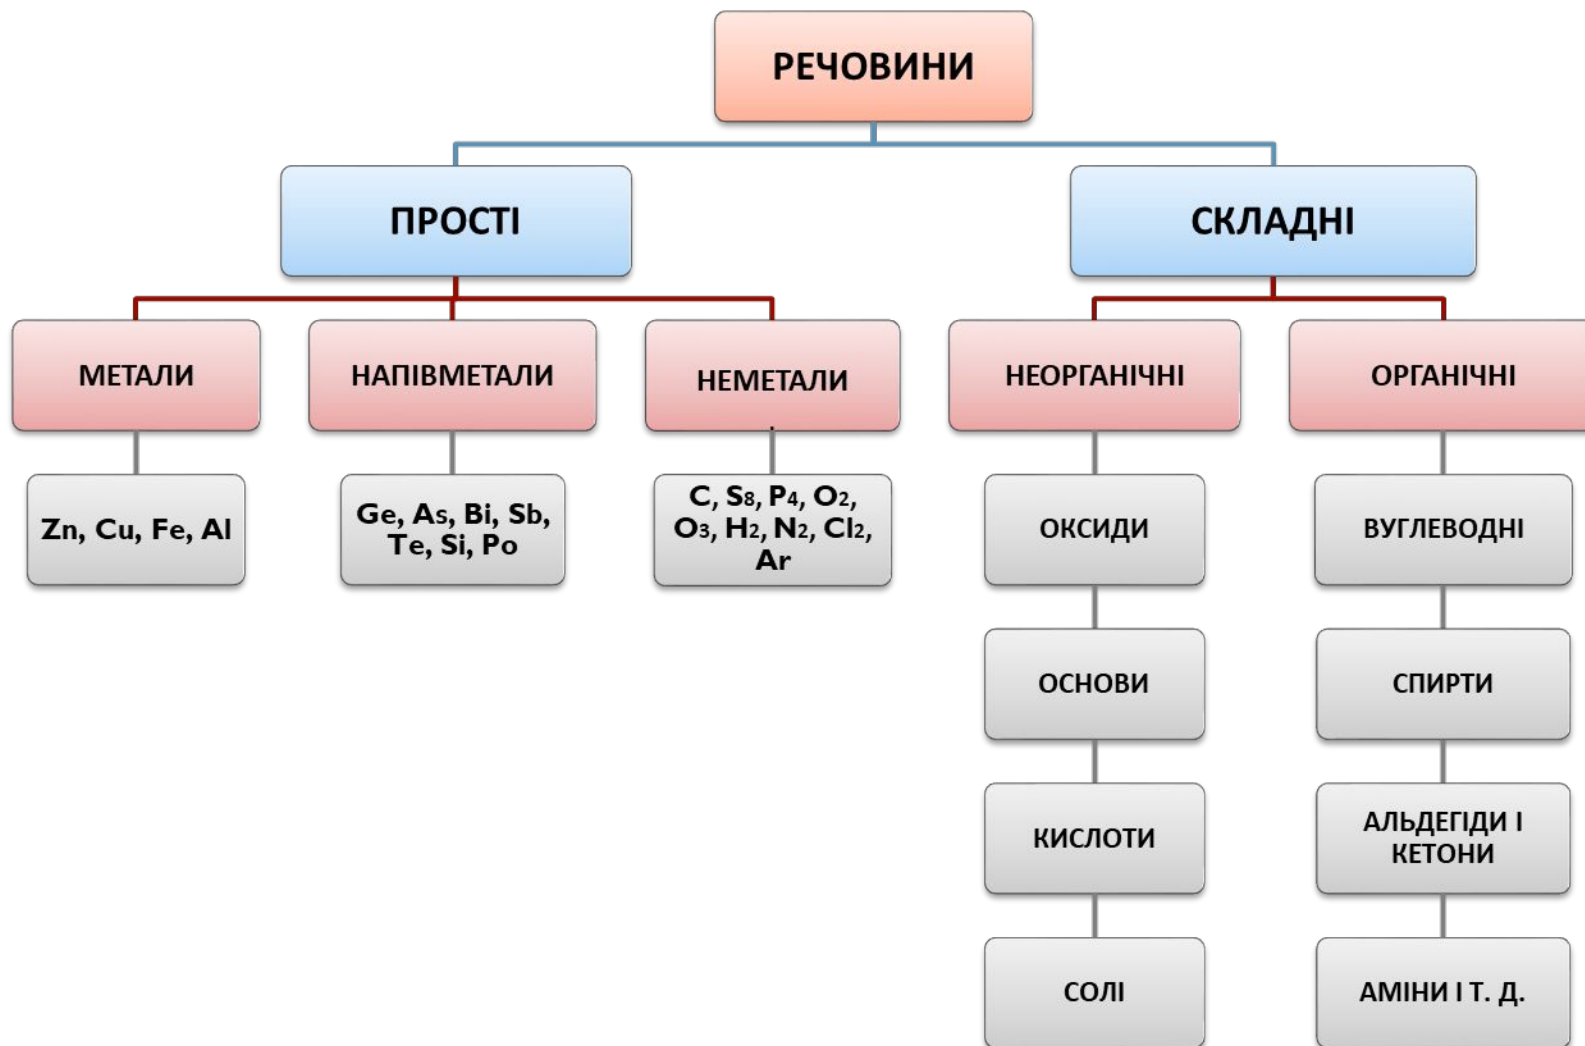 РЕЧОВИНИ
ПРОСТІ
СКЛАДНІ
МЕТАЛИ
НАПІВМЕТАЛИ
НЕМЕТАЛИ
НЕОРГАНІЧНІ
ОРГАНІЧНІ
Zn, Cu, Fe, Al
Ge, As, Bi, Sb,
Te, Si, Po
C, S8, P4, O2,
O3, H2, N2, Cl2,
Ar
ОКСИДИ
ВУГЛЕВОДНІ
ОСНОВИ
СПИРТИ
КИСЛОТИ
АЛЬДЕГІДИ І
КЕТОНИ
СОЛІ
АМІНИ І Т. Д.